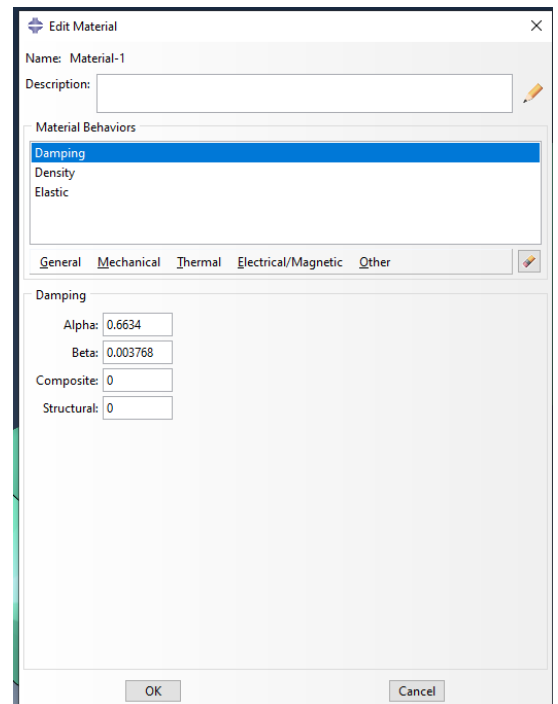 Edit Material
Name: Material-1
Description:
Material Behaviors
Damping
Density
Elastic
General Mechanical Thermal Electrical/Magnetic Other
Damping
Alpha: 0.6634
Beta: 0.003768
Composite: 0
Structural: 0
OK Cancel